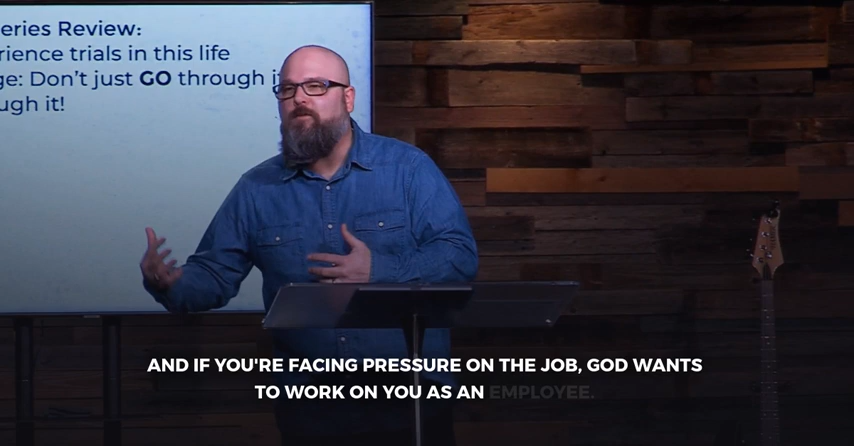 eries Review:
rience trials in this life
ge: Don't just GO through i
ugh it!
AND IF YOU'RE FACING PRESSURE ON THE JOB, GOD WANTS
TO WORK ON YOU AS AN EMPLOYEE.